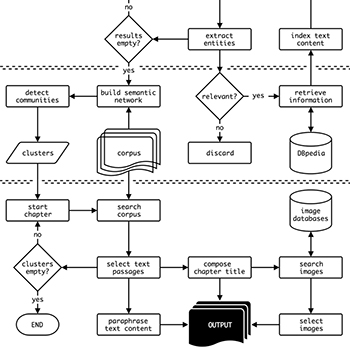 no
results
empty?
extract
entities
index text
content
yes
detect
communities
build semantic
network
relevant?
yes
retrieve
information
no
clusters
corpus
discard
DBpedia
start
chapter
search
corpus
image
databases
no
clusters
empty?
select text
passages
compose
chapter title
search
images
yes
END
paraphrase
text content
OUTPUT
select
images